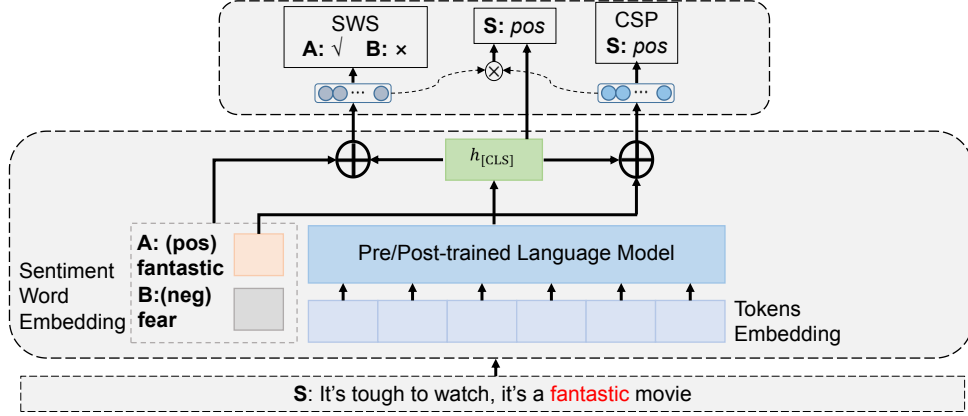 SWS
A: √ B: ×
S: pos
CSP
S: pos
h[CLS]
A: (pos)
fantastic
B:(neg)
fear
Sentiment
Word
Embedding
Pre/Post-trained Language Model
Tokens
Embedding
S: It's tough to watch, it's a fantastic movie